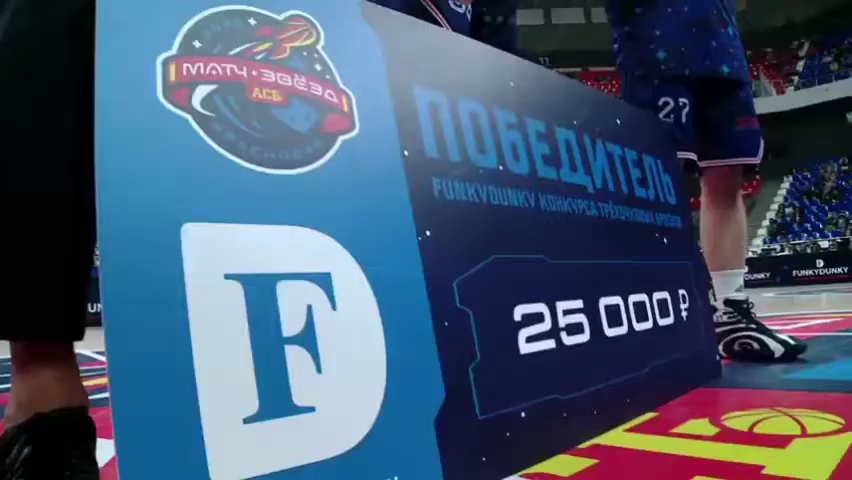 МАТЧ ЗВЁЗД
АСБ
ПОБЕДИТЕЛЬ
FUNKYDUNKY КОНКУРСА ТРЁХОЧКОВЫХ БРОСКОВ
F
25 000 ₽
27
FUNKYDUNKY